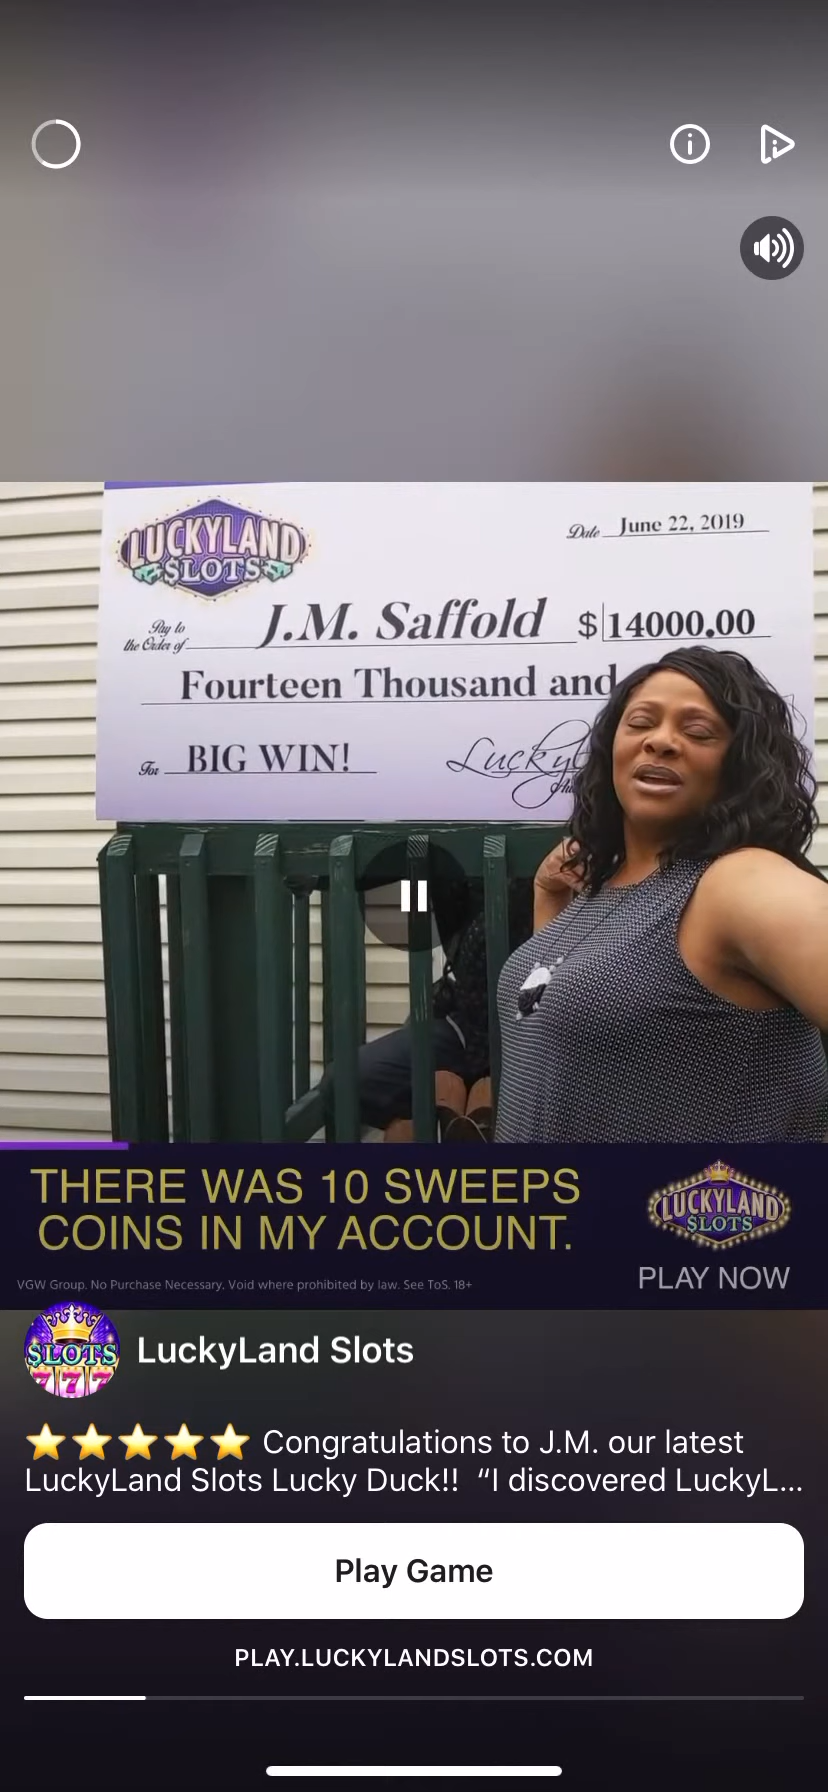 LUCKYLAND
SLOTS
Date June 22, 2019
Pay to
the Order of J.M. Saffold $ 14000.00
Fourteen Thousand and
For BIG WIN!
THERE WAS 10 SWEEPS
COINS IN MY ACCOUNT.
LUCKYLAND
SLOTS
PLAY NOW
VGW Group. No Purchase Necessary. Void where prohibited by law. See ToS. 18+
SLOTS
777
LuckyLand Slots
⭐⭐⭐⭐⭐ Congratulations to J.M. our latest
LuckyLand Slots Lucky Duck!! “I discovered LuckyL...
Play Game
PLAY.LUCKYLANDSLOTS.COM